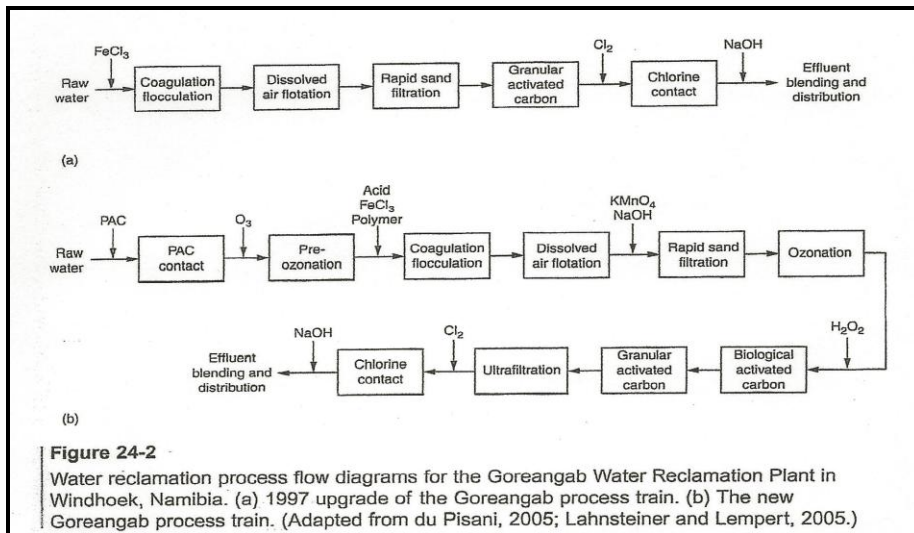 FeCl₃
Cl₂
NaOH
Raw
water
Coagulation
flocculation
Dissolved
air flotation
Rapid sand
filtration
Granular
activated
carbon
Chlorine
contact
Effluent
blending and
distribution
(a)
PAC
O₃
Acid
FeCl₃
Polymer
KMnO₄
NaOH
Raw
water
PAC
contact
Pre-
ozonation
Coagulation
flocculation
Dissolved
air flotation
Rapid sand
filtration
Ozonation
H₂O₂
Biological
activated
carbon
Granular
activated
carbon
Ultrafiltration
Cl₂
Chlorine
contact
NaOH
Effluent
blending and
distribution
(b)
Figure 24-2
Water reclamation process flow diagrams for the Goreangab Water Reclamation Plant in
Windhoek, Namibia. (a) 1997 upgrade of the Goreangab process train. (b) The new
Goreangab process train. (Adapted from du Pisani, 2005; Lahnsteiner and Lempert, 2005.)